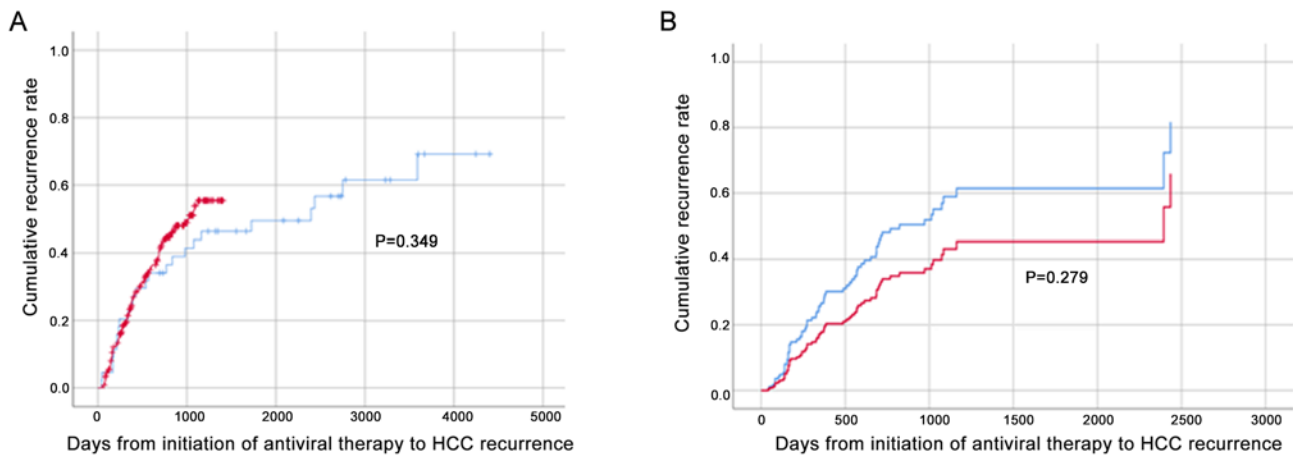 A
Cumulative recurrence rate
1.0
0.8
0.6
0.4
0.2
0.0
P=0.349
0 1000 2000 3000 4000 5000
Days from initiation of antiviral therapy to HCC recurrence
B
Cumulative recurrence rate
1.0
0.8
0.6
0.4
0.2
0.0
P=0.279
0 500 1000 1500 2000 2500 3000
Days from initiation of antiviral therapy to HCC recurrence